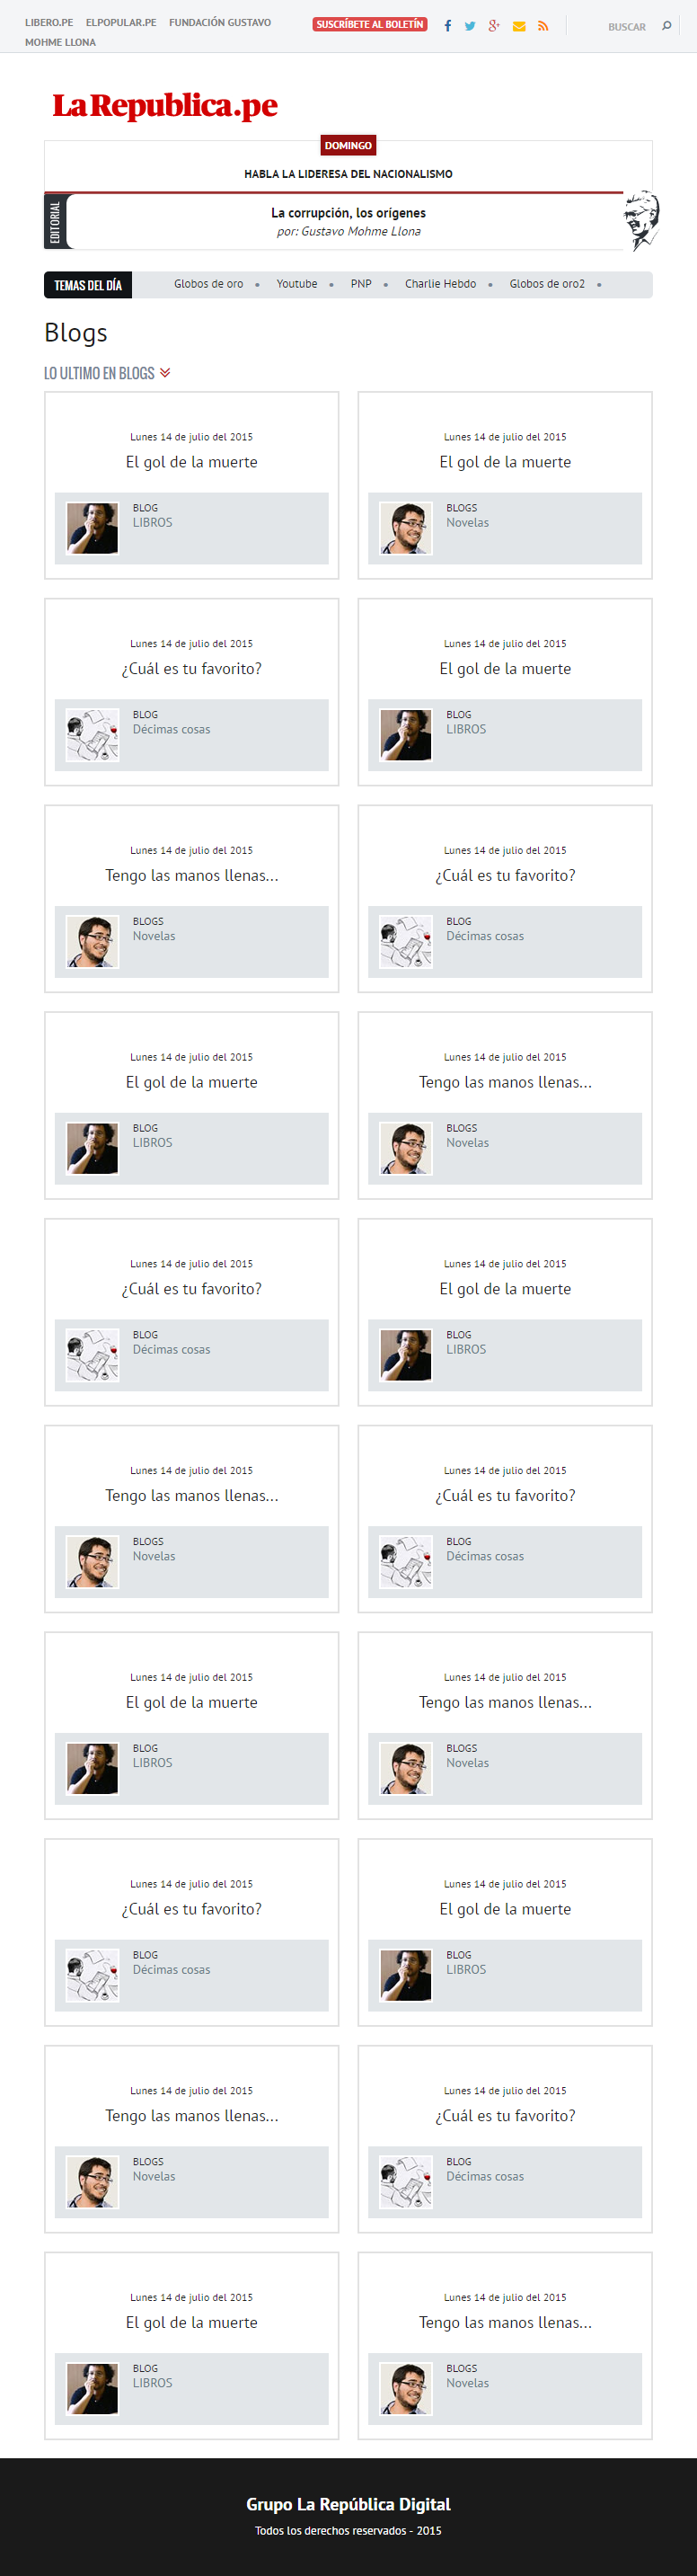 LIBERO.PE ELPOPULAR.PE FUNDACIÓN GUSTAVO
MOHME LLONA
SUSCRÍBETE AL BOLETÍN
BUSCAR
LaRepublica.pe
DOMINGO
HABLA LA LIDERESA DEL NACIONALISMO
EDITORIAL
La corrupción, los orígenes
por: Gustavo Mohme Llona
TEMAS DEL DÍA
Globos de oro • Youtube • PNP • Charlie Hebdo • Globos de oro2 •
Blogs
LO ULTIMO EN BLOGS
Lunes 14 de julio del 2015
El gol de la muerte
BLOG
LIBROS
Lunes 14 de julio del 2015
El gol de la muerte
BLOGS
Novelas
Lunes 14 de julio del 2015
¿Cuál es tu favorito?
BLOG
Décimas cosas
Lunes 14 de julio del 2015
El gol de la muerte
BLOG
LIBROS
Lunes 14 de julio del 2015
Tengo las manos llenas...
BLOGS
Novelas
Lunes 14 de julio del 2015
¿Cuál es tu favorito?
BLOG
Décimas cosas
Lunes 14 de julio del 2015
El gol de la muerte
BLOG
LIBROS
Lunes 14 de julio del 2015
Tengo las manos llenas...
BLOGS
Novelas
Lunes 14 de julio del 2015
¿Cuál es tu favorito?
BLOG
Décimas cosas
Lunes 14 de julio del 2015
El gol de la muerte
BLOG
LIBROS
Lunes 14 de julio del 2015
Tengo las manos llenas...
BLOGS
Novelas
Lunes 14 de julio del 2015
¿Cuál es tu favorito?
BLOG
Décimas cosas
Lunes 14 de julio del 2015
El gol de la muerte
BLOG
LIBROS
Lunes 14 de julio del 2015
Tengo las manos llenas...
BLOGS
Novelas
Lunes 14 de julio del 2015
¿Cuál es tu favorito?
BLOG
Décimas cosas
Lunes 14 de julio del 2015
El gol de la muerte
BLOG
LIBROS
Lunes 14 de julio del 2015
Tengo las manos llenas...
BLOGS
Novelas
Lunes 14 de julio del 2015
¿Cuál es tu favorito?
BLOG
Décimas cosas
Lunes 14 de julio del 2015
El gol de la muerte
BLOG
LIBROS
Lunes 14 de julio del 2015
Tengo las manos llenas...
BLOGS
Novelas
Grupo La República Digital
Todos los derechos reservados - 2015